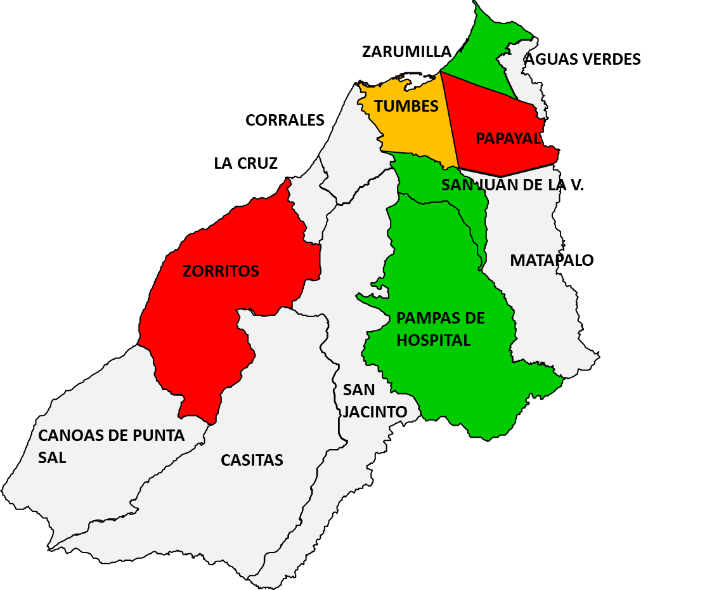 ZARUMILLA
AGUAS VERDES
TUMBES
CORRALES
PAPAYAL
LA CRUZ
SAN JUAN DE LA V.
MATAPALO
ZORRITOS
PAMPAS DE
HOSPITAL
SAN
JACINTO
CANOAS DE PUNTA
SAL
CASITAS